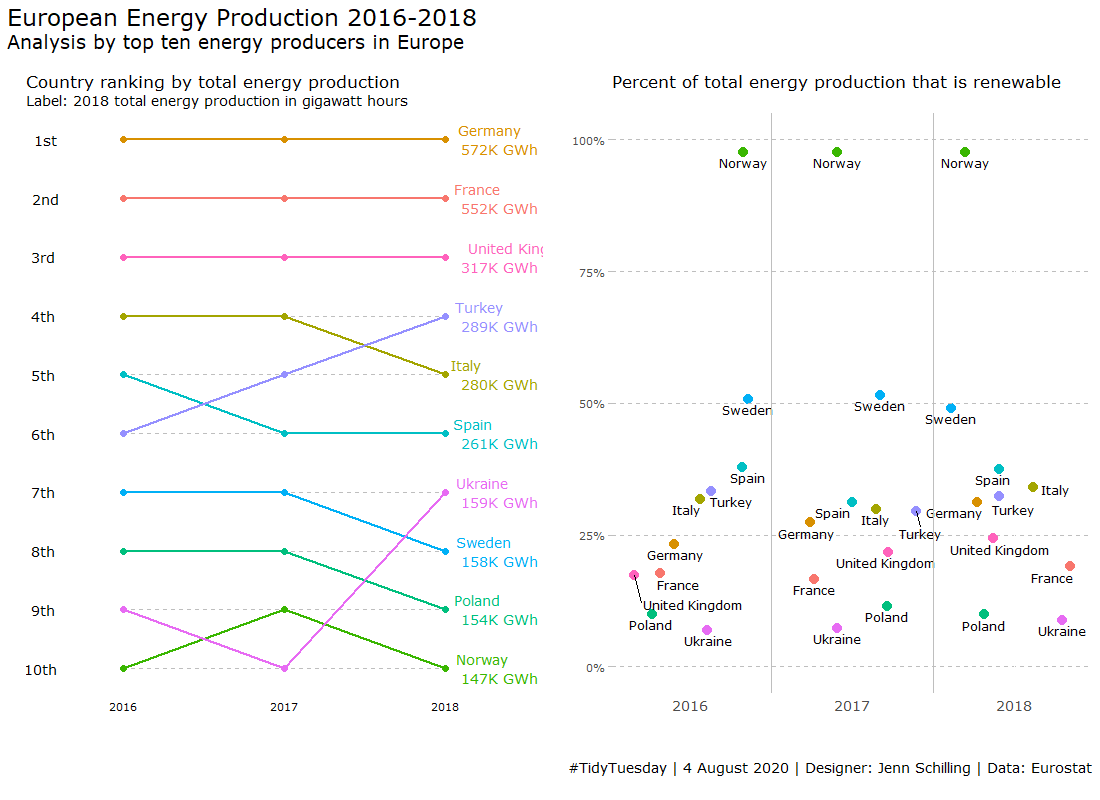 European Energy Production 2016-2018
Analysis by top ten energy producers in Europe
Country ranking by total energy production
Label: 2018 total energy production in gigawatt hours
1st
2nd
3rd
4th
5th
6th
7th
8th
9th
10th
Germany
572K GWh
France
552K GWh
United King
317K GWh
Turkey
289K GWh
Italy
280K GWh
Spain
261K GWh
Ukraine
159K GWh
Sweden
158K GWh
Poland
154K GWh
Norway
147K GWh
2016 2017 2018
Percent of total energy production that is renewable
100%
75%
50%
25%
0%
Norway
Sweden
Spain
Turkey
Italy
Germany
France
United Kingdom
Poland
Ukraine
2016
Norway
Sweden
Spain
Italy
Germany
Turkey
United Kingdom
France
Poland
Ukraine
2017
Norway
Sweden
Spain
Italy
Turkey
Germany
United Kingdom
France
Poland
Ukraine
2018
#TidyTuesday | 4 August 2020 | Designer: Jenn Schilling | Data: Eurostat